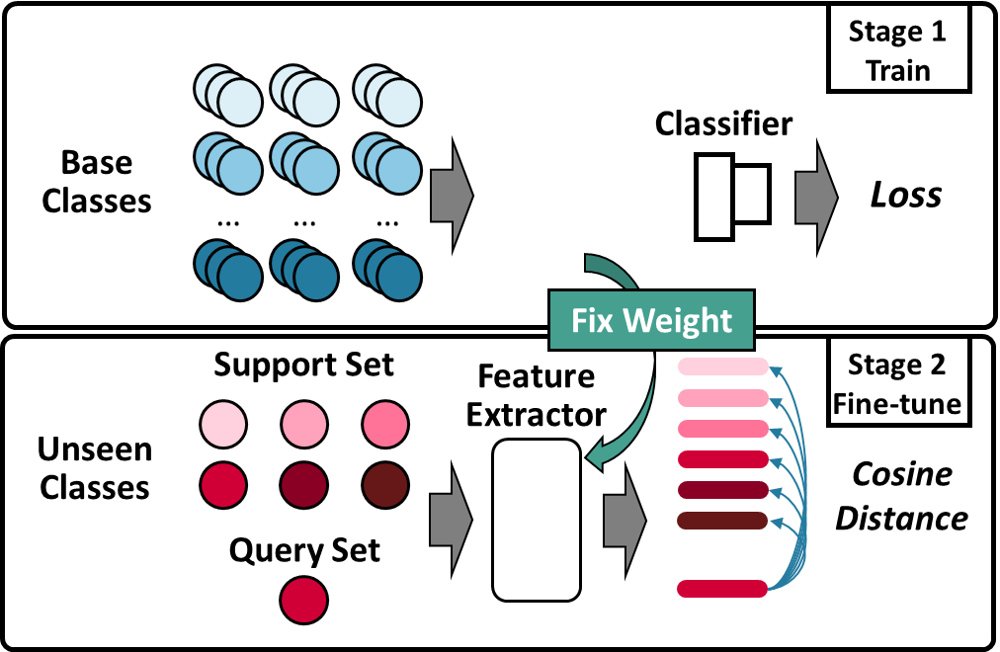 Stage 1
Train
Classifier
Base
Classes
Loss
...
...
...
Fix Weight
Support Set
Feature
Extractor
Stage 2
Fine-tune
Unseen
Classes
Cosine
Distance
Query Set